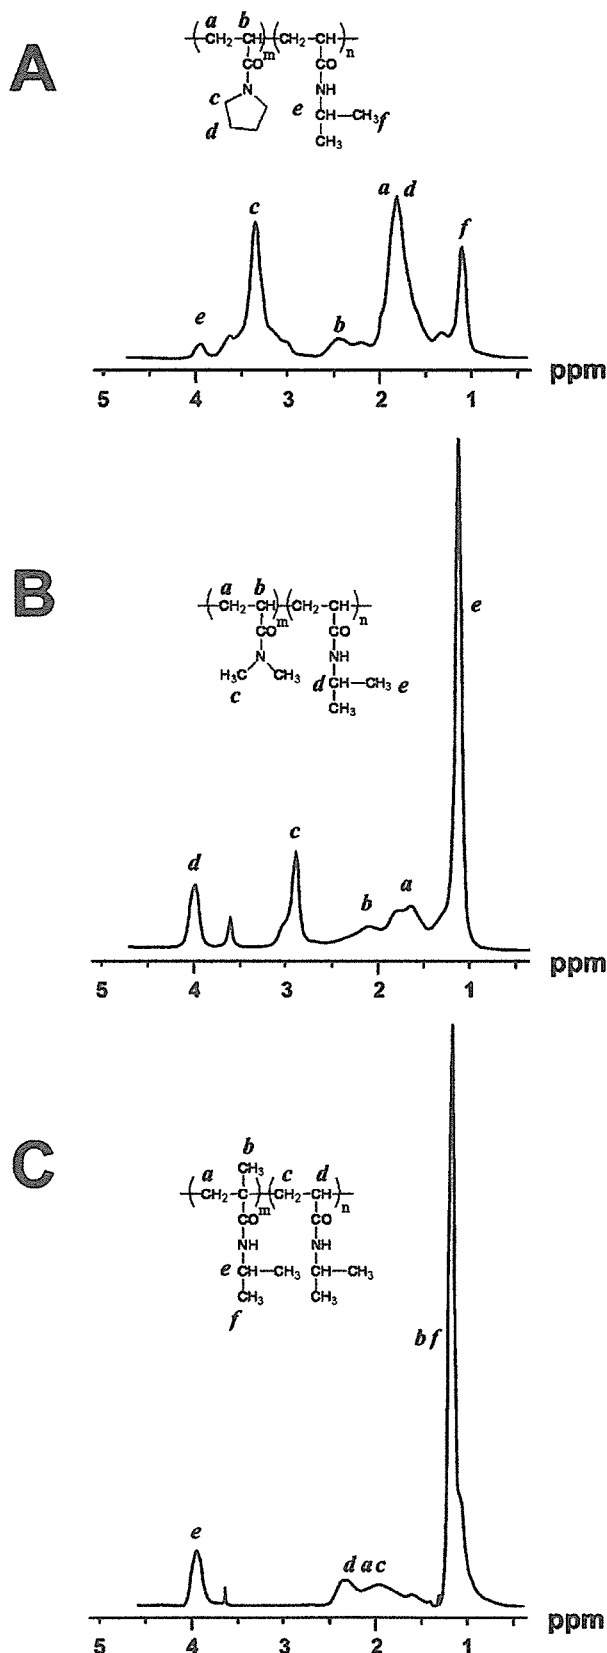 A
a b
( CH2 CH )m ( CH2 CH )n
CO CO
N NH
c e CH CH3 f
d CH3
c a d f
e b
5 4 3 2 1 ppm
B
a b
( CH2 CH )m ( CH2 CH )n
CO CO
N NH
H3C CH3 d CH CH3 e
c CH3
e
d c b a
5 4 3 2 1 ppm
C
b
a CH3 c d
( CH2 C )m ( CH2 CH )n
CO CO
NH NH
e CH CH3 CH CH3
CH3 CH3
f
b f
e d a c
5 4 3 2 1 ppm